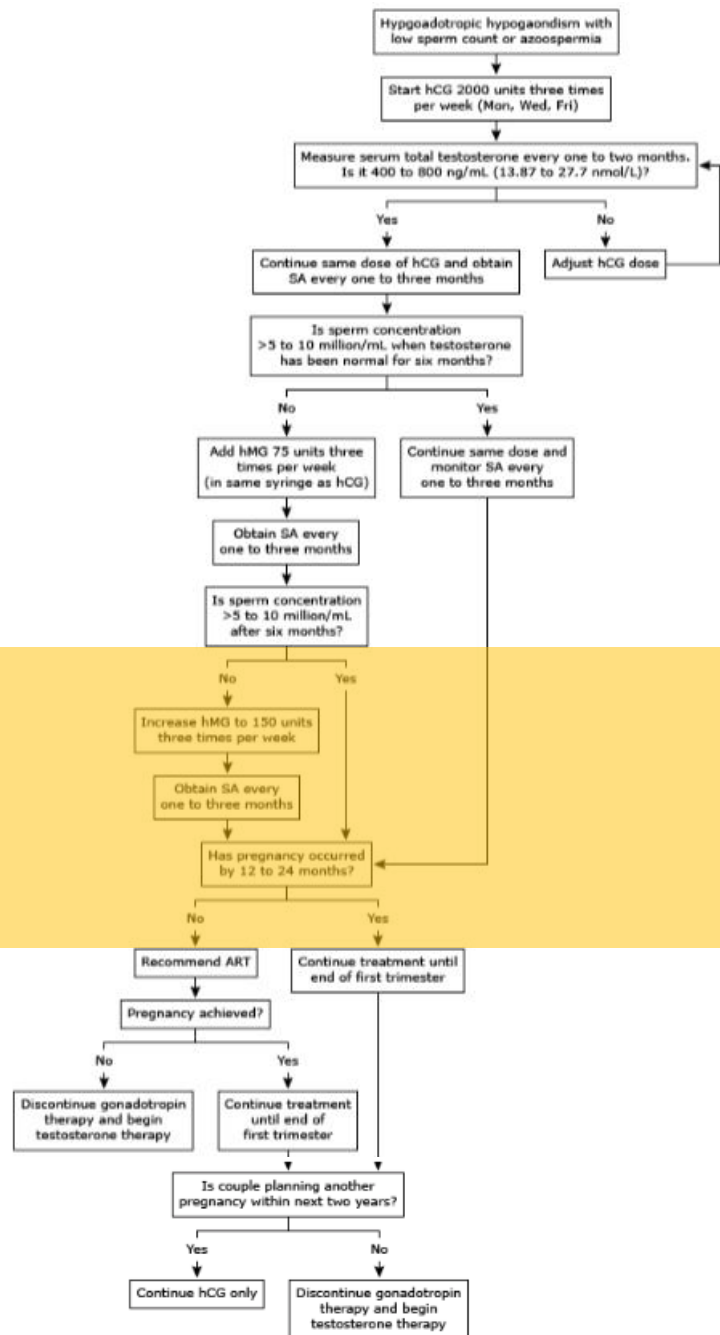 Hypgoadotropic hypogaondism with
low sperm count or azoospermia
Start hCG 2000 units three times
per week (Mon, Wed, Fri)
Measure serum total testosterone every one to two months.
Is it 400 to 800 ng/mL (13.87 to 27.7 nmol/L)?
Yes
No
Continue same dose of hCG and obtain
SA every one to three months
Adjust hCG dose
Is sperm concentration
>5 to 10 million/mL when testosterone
has been normal for six months?
No
Yes
Add hMG 75 units three
times per week
(in same syringe as hCG)
Continue same dose and
monitor SA every
one to three months
Obtain SA every
one to three months
Is sperm concentration
>5 to 10 million/mL
after six months?
No
Yes
Increase hMG to 150 units
three times per week
Obtain SA every
one to three months
Has pregnancy occurred
by 12 to 24 months?
No
Yes
Recommend ART
Continue treatment until
end of first trimester
Pregnancy achieved?
No
Yes
Discontinue gonadotropin
therapy and begin
testosterone therapy
Continue treatment
until end of
first trimester
Is couple planning another
pregnancy within next two years?
Yes
No
Continue hCG only
Discontinue gonadotropin
therapy and begin
testosterone therapy